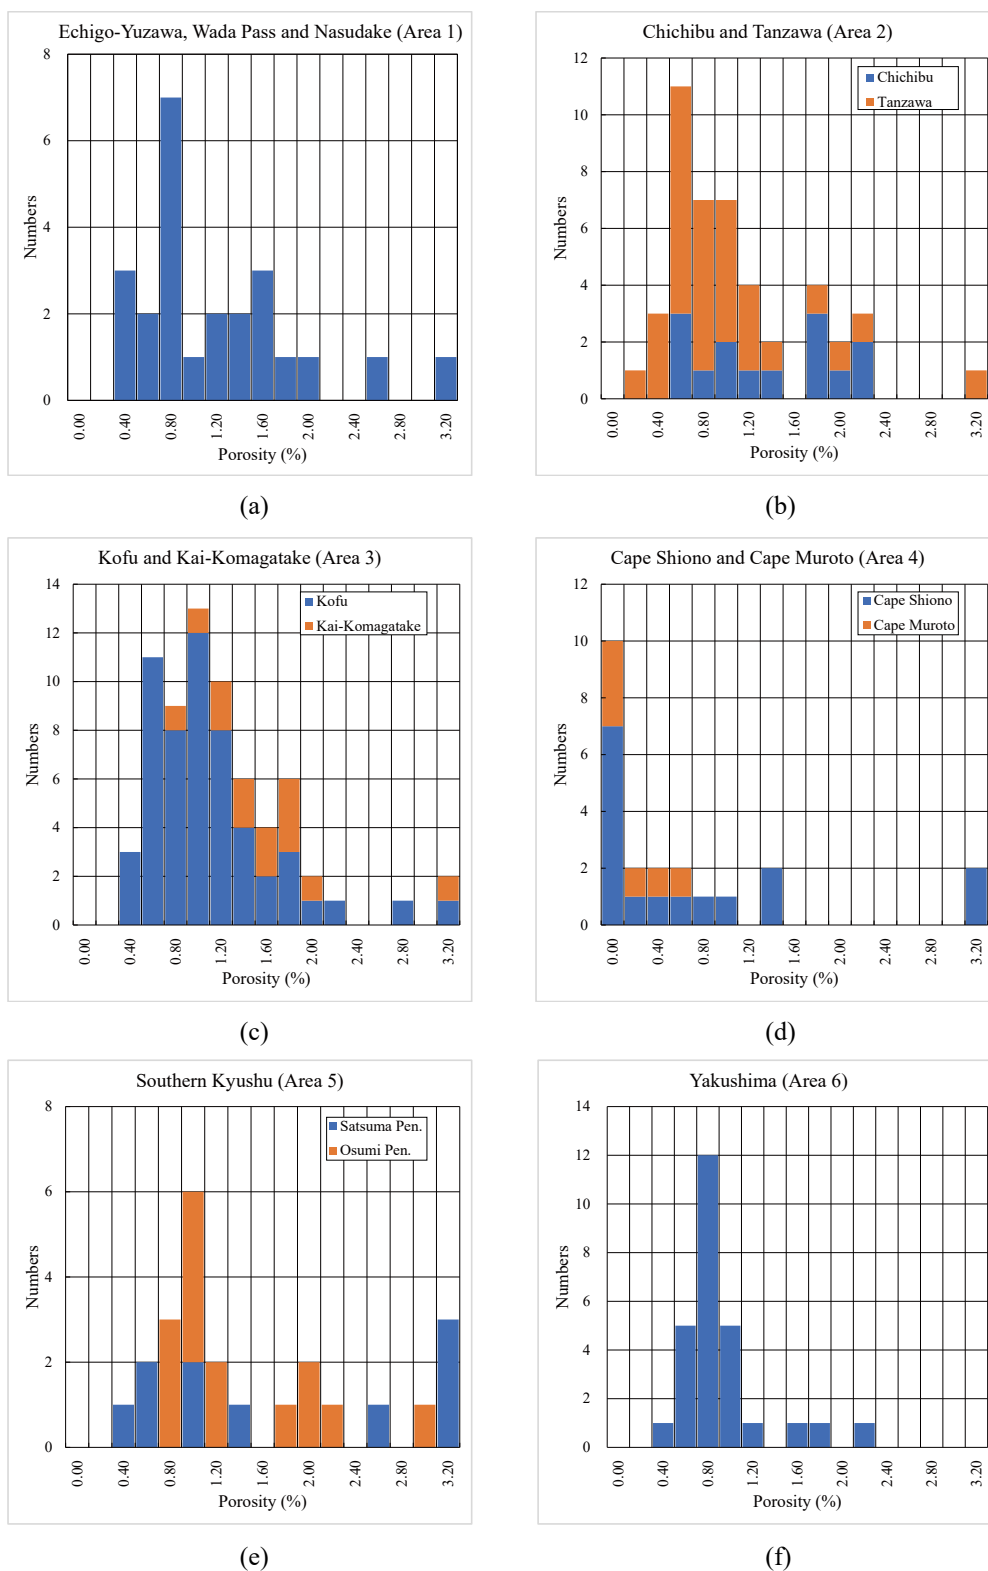 Echigo-Yuzawa, Wada Pass and Nasudake (Area 1)
8
6
4
2
0
Numbers
0.00 0.40 0.80 1.20 1.60 2.00 2.40 2.80 3.20
Porosity (%)
(a)
Chichibu and Tanzawa (Area 2)
12
10
8
6
4
2
0
Numbers
Chichibu
Tanzawa
0.00 0.40 0.80 1.20 1.60 2.00 2.40 2.80 3.20
Porosity (%)
(b)
Kofu and Kai-Komagatake (Area 3)
14
12
10
8
6
4
2
0
Numbers
Kofu
Kai-Komagatake
0.00 0.40 0.80 1.20 1.60 2.00 2.40 2.80 3.20
Porosity (%)
(c)
Cape Shiono and Cape Muroto (Area 4)
12
10
8
6
4
2
0
Numbers
Cape Shiono
Cape Muroto
0.00 0.40 0.80 1.20 1.60 2.00 2.40 2.80 3.20
Porosity (%)
(d)
Southern Kyushu (Area 5)
8
6
4
2
0
Numbers
Satsuma Pen.
Osumi Pen.
0.00 0.40 0.80 1.20 1.60 2.00 2.40 2.80 3.20
Porosity (%)
(e)
Yakushima (Area 6)
14
12
10
8
6
4
2
0
Numbers
0.00 0.40 0.80 1.20 1.60 2.00 2.40 2.80 3.20
Porosity (%)
(f)